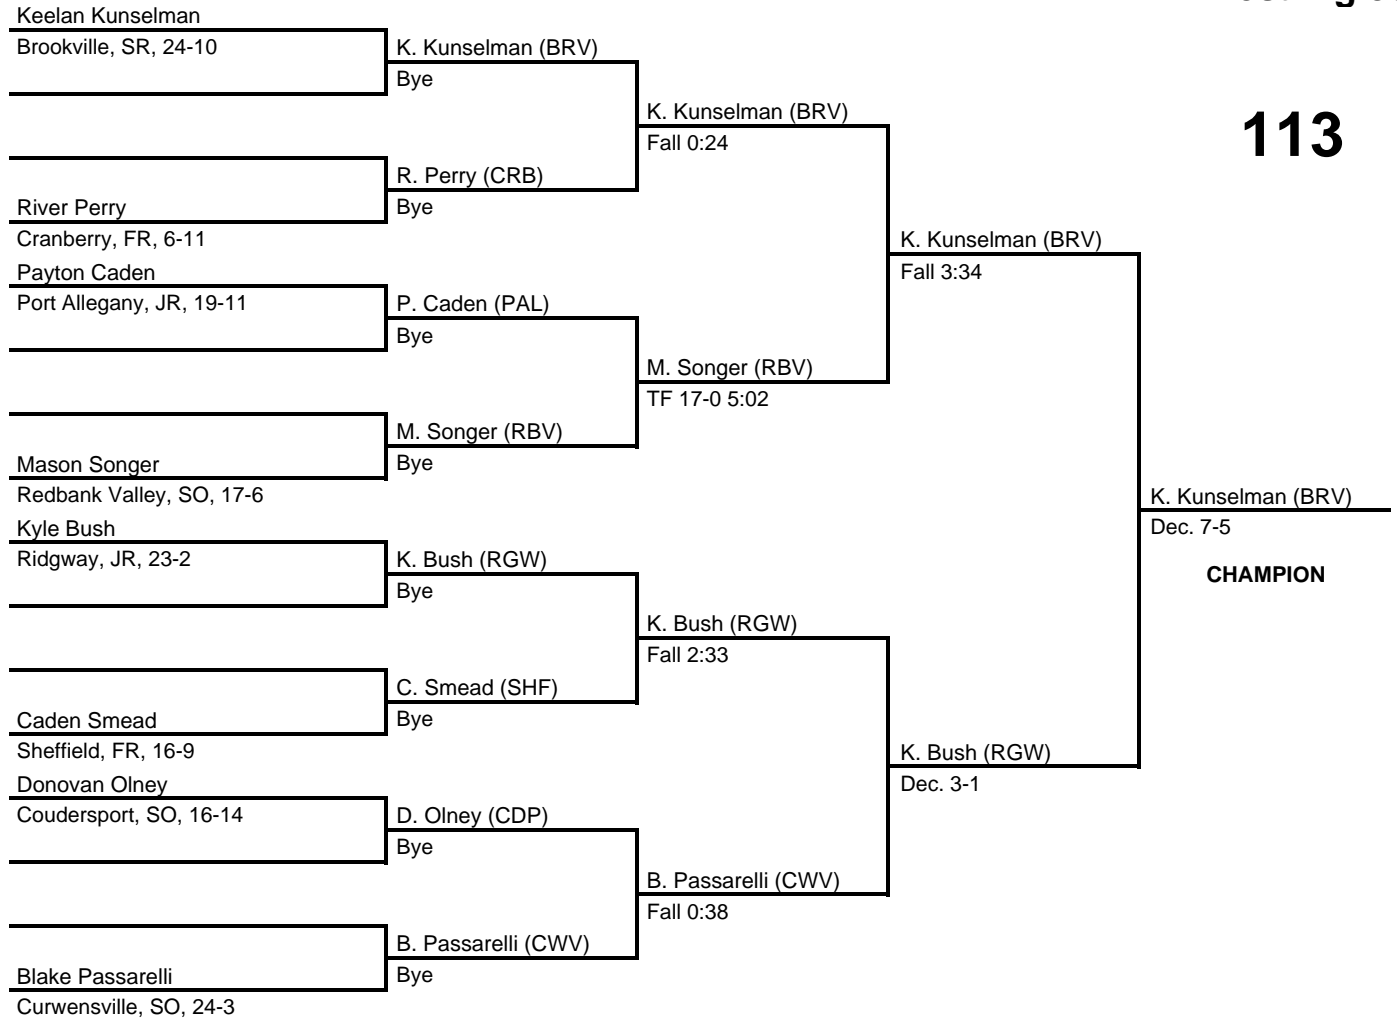 Keelan Kunselman
Brookville, SR, 24-10
K. Kunselman (BRV)
Bye
K. Kunselman (BRV)
Fall 0:24
113
R. Perry (CRB)
Bye
River Perry
Cranberry, FR, 6-11
K. Kunselman (BRV)
Fall 3:34
Payton Caden
Port Allegany, JR, 19-11
P. Caden (PAL)
Bye
M. Songer (RBV)
TF 17-0 5:02
M. Songer (RBV)
Bye
Mason Songer
Redbank Valley, SO, 17-6
K. Kunselman (BRV)
Dec. 7-5
CHAMPION
Kyle Bush
Ridgway, JR, 23-2
K. Bush (RGW)
Bye
K. Bush (RGW)
Fall 2:33
C. Smead (SHF)
Bye
Caden Smead
Sheffield, FR, 16-9
K. Bush (RGW)
Dec. 3-1
Donovan Olney
Coudersport, SO, 16-14
D. Olney (CDP)
Bye
B. Passarelli (CWV)
Fall 0:38
B. Passarelli (CWV)
Bye
Blake Passarelli
Curwensville, SO, 24-3